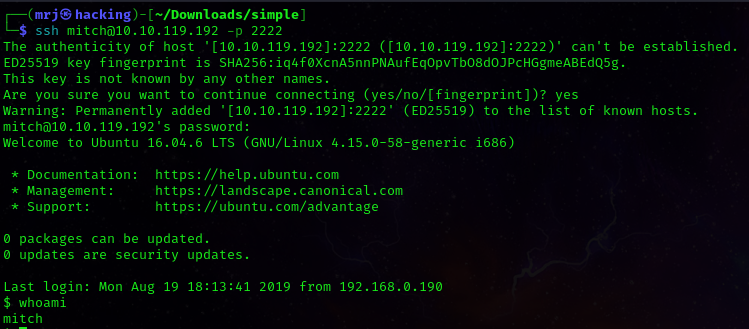 ┌──(mrj㉿hacking)-[~/Downloads/simple]
└─$ ssh mitch@10.10.119.192 -p 2222
The authenticity of host '[10.10.119.192]:2222 ([10.10.119.192]:2222)' can't be established.
ED25519 key fingerprint is SHA256:iq4f0XcnA5nnPNAufEqOpvTbO8dOJPcHGgmeABEdQ5g.
This key is not known by any other names.
Are you sure you want to continue connecting (yes/no/[fingerprint])? yes
Warning: Permanently added '[10.10.119.192]:2222' (ED25519) to the list of known hosts.
mitch@10.10.119.192's password:
Welcome to Ubuntu 16.04.6 LTS (GNU/Linux 4.15.0-58-generic i686)
* Documentation:  https://help.ubuntu.com
* Management:     https://landscape.canonical.com
* Support:        https://ubuntu.com/advantage
0 packages can be updated.
0 updates are security updates.
Last login: Mon Aug 19 18:13:41 2019 from 192.168.0.190
$ whoami
mitch